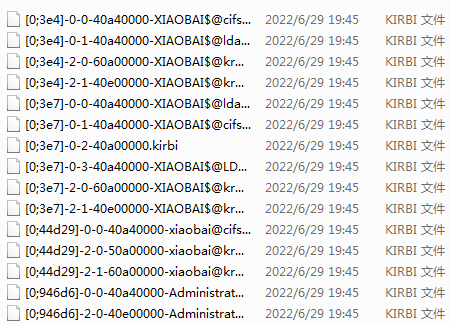 [0;3e4]-0-0-40a40000-XIAOBAI$@cifs... 2022/6/29 19:45 KIRBI 文件
[0;3e4]-0-1-40a40000-XIAOBAI$@lda... 2022/6/29 19:45 KIRBI 文件
[0;3e4]-2-0-60a00000-XIAOBAI$@kr... 2022/6/29 19:45 KIRBI 文件
[0;3e4]-2-1-40e00000-XIAOBAI$@kr... 2022/6/29 19:45 KIRBI 文件
[0;3e7]-0-0-40a40000-XIAOBAI$@lda... 2022/6/29 19:45 KIRBI 文件
[0;3e7]-0-1-40a40000-XIAOBAI$@cifs... 2022/6/29 19:45 KIRBI 文件
[0;3e7]-0-2-40a00000.kirbi 2022/6/29 19:45 KIRBI 文件
[0;3e7]-0-3-40a40000-XIAOBAI$@LD... 2022/6/29 19:45 KIRBI 文件
[0;3e7]-2-0-60a00000-XIAOBAI$@kr... 2022/6/29 19:45 KIRBI 文件
[0;3e7]-2-1-40e00000-XIAOBAI$@kr... 2022/6/29 19:45 KIRBI 文件
[0;44d29]-0-0-40a40000-xiaobai@cifs... 2022/6/29 19:45 KIRBI 文件
[0;44d29]-2-0-50a00000-xiaobai@kr... 2022/6/29 19:45 KIRBI 文件
[0;44d29]-2-1-60a00000-xiaobai@kr... 2022/6/29 19:45 KIRBI 文件
[0;946d6]-0-0-40a40000-Administrat... 2022/6/29 19:45 KIRBI 文件
[0;946d6]-2-0-40e00000-Administrat... 2022/6/29 19:45 KIRBI 文件